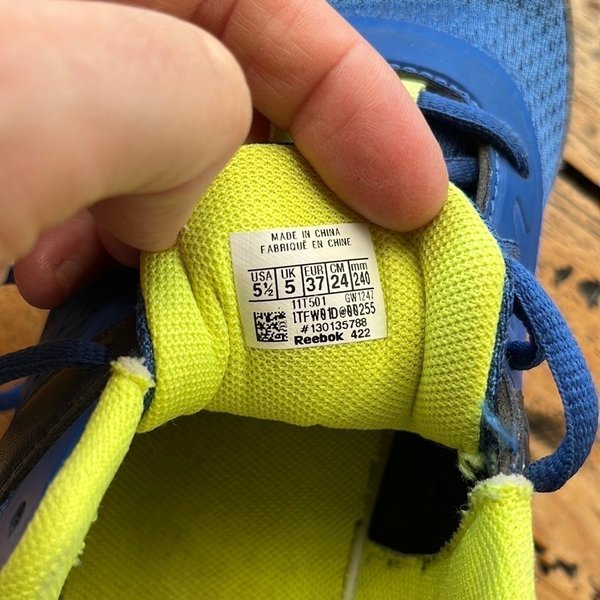 MADE IN CHINA
FABRIQUÉ EN CHINE
USA UK EUR CM mm
5½ 5 37 24 240
11T501 GW1247
1TFW01D@00255
#130135788
Reebok 422